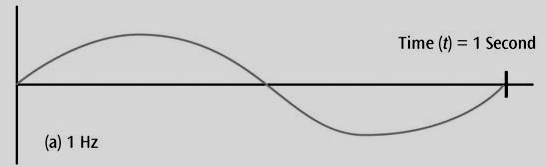 Time (t) = 1 Second
(a) 1 Hz